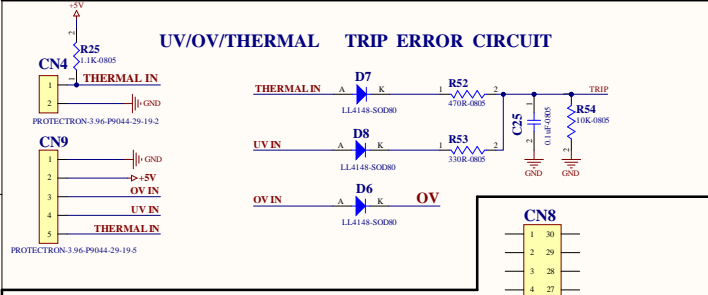 +5V
UV/OV/THERMAL TRIP ERROR CIRCUIT
2
R25
1.1K-0805
1
CN4
THERMAL IN
1
2
GND
PROTECTRON-3.96-P9044-29-19-2
CN9
1
GND
2
+5V
3
OV IN
4
UV IN
5
THERMAL IN
PROTECTRON-3.96-P9044-29-19-5
D7
THERMAL IN
A
K
LL4148-SOD80
R52
1
2
470R-0805
TRIP
D8
UV IN
A
K
LL4148-SOD80
R53
1
2
330R-0805
C25
1
2
0.1uF-0805
GND
R54
1
2
10K-0805
GND
D6
OV IN
A
K
OV
LL4148-SOD80
CN8
1 30
2 29
3 28
4 27